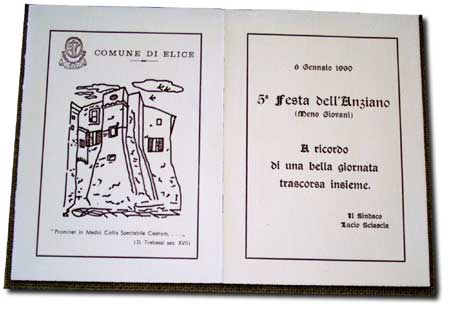 COMUNE DI ELICE
"Prominet in Medio Collis Spectabile Castrum, . . . .„
(D. Trebassi sec. XVII)
6 Gennaio 1990
5ª Festa dell'Anziano
(Meno Giovani)
A ricordo
di una bella giornata
trascorsa insieme.
Il Sindaco
Lucio Sciascia